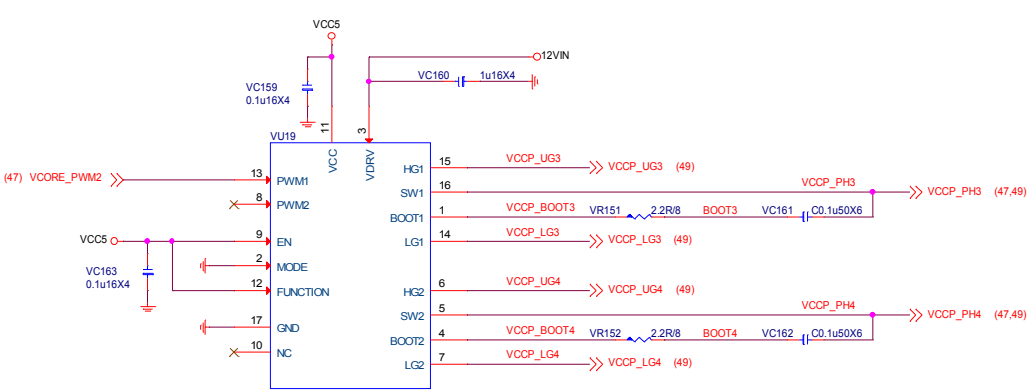 VCC5
12VIN
VC160 1u16X4
VC159
0.1u16X4
11
3
VU19
VCC
VDRV
(47) VCORE_PWM2
13 PWM1
8 PWM2
VCC5
9 EN
2 MODE
VC163
0.1u16X4
12 FUNCTION
17 GND
10 NC
HG1 15 VCCP_UG3 VCCP_UG3 (49)
SW1 16 VCCP_PH3 VCCP_PH3 (47,49)
BOOT1 1 VCCP_BOOT3 VR151 2.2R/8 BOOT3 VC161 C0.1u50X6
LG1 14 VCCP_LG3 VCCP_LG3 (49)
HG2 6 VCCP_UG4 VCCP_UG4 (49)
SW2 5 VCCP_PH4 VCCP_PH4 (47,49)
BOOT2 4 VCCP_BOOT4 VR152 2.2R/8 BOOT4 VC162 C0.1u50X6
LG2 7 VCCP_LG4 VCCP_LG4 (49)